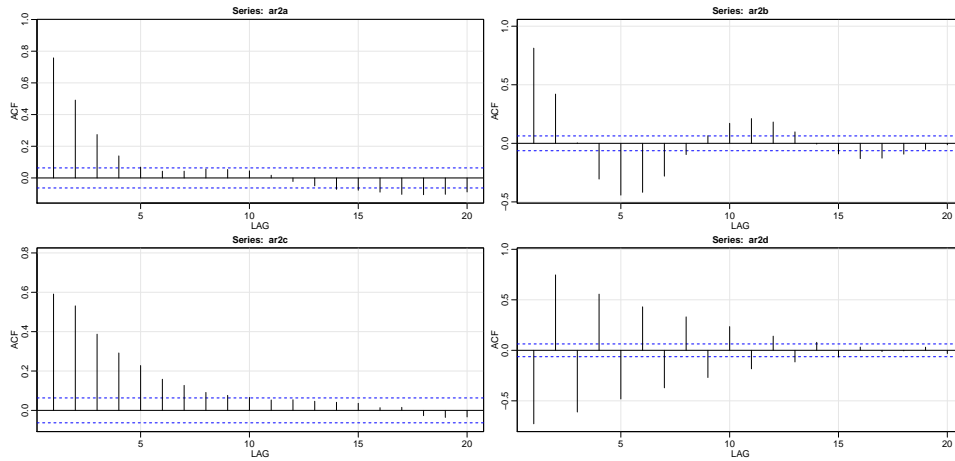 Series: ar2a
ACF
0.0 0.2 0.4 0.6 0.8 1.0
5 10 15 20
LAG
Series: ar2b
ACF
−0.5 0.0 0.5 1.0
5 10 15 20
LAG
Series: ar2c
ACF
0.0 0.2 0.4 0.6 0.8
5 10 15 20
LAG
Series: ar2d
ACF
−0.5 0.0 0.5 1.0
5 10 15 20
LAG